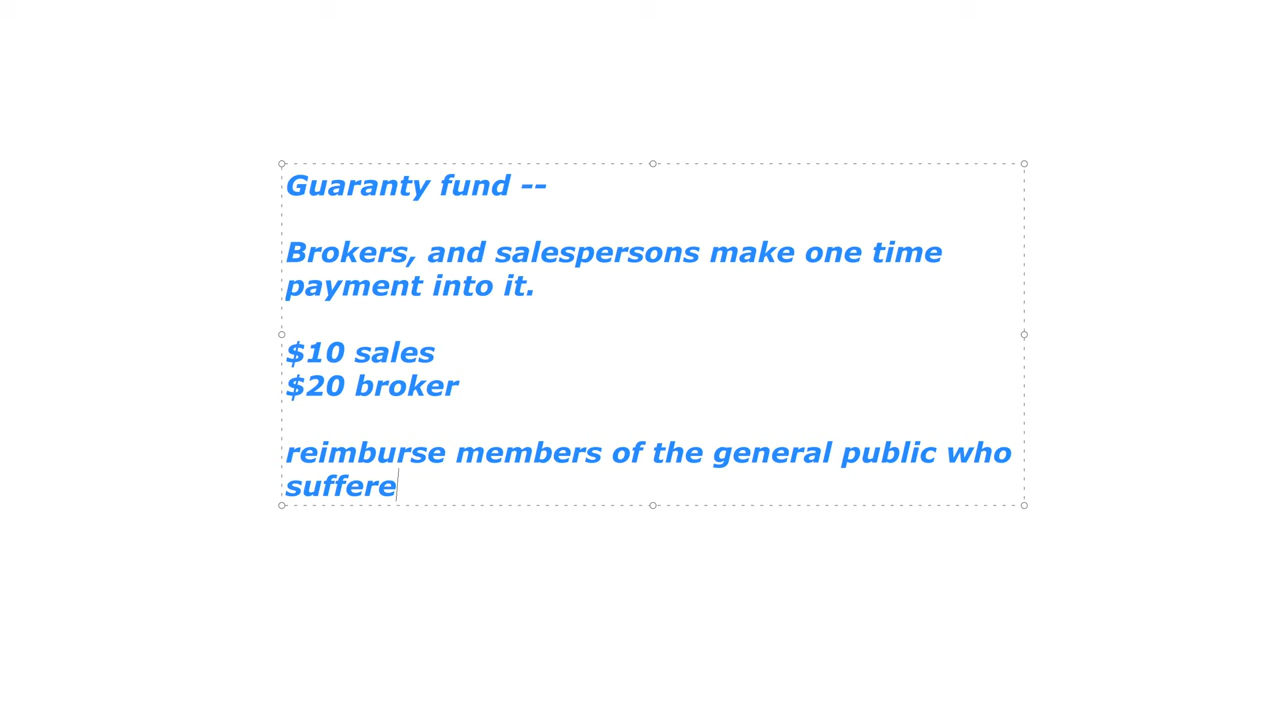 Guaranty fund --
Brokers, and salespersons make one time
payment into it.
$10 sales
$20 broker
reimburse members of the general public who
suffere